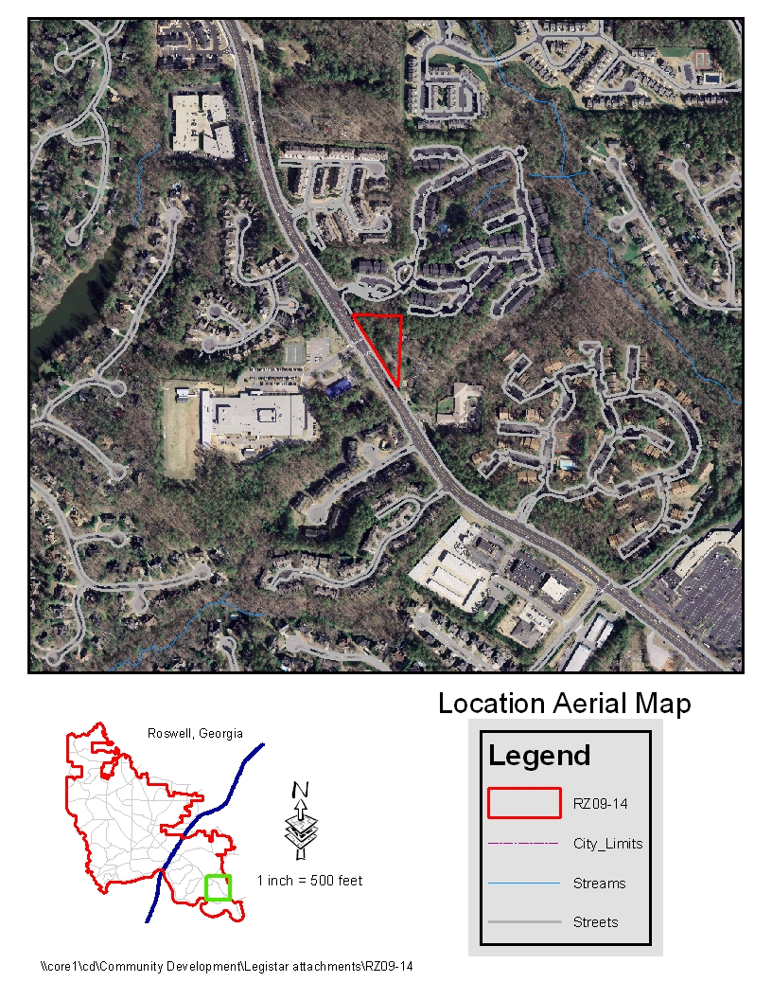 Location Aerial Map
Roswell, Georgia
Legend
N
RZ09-14
City_Limits
1 inch = 500 feet
Streams
Streets
\\core1\cd\Community Development\Legistar attachments\RZ09-14